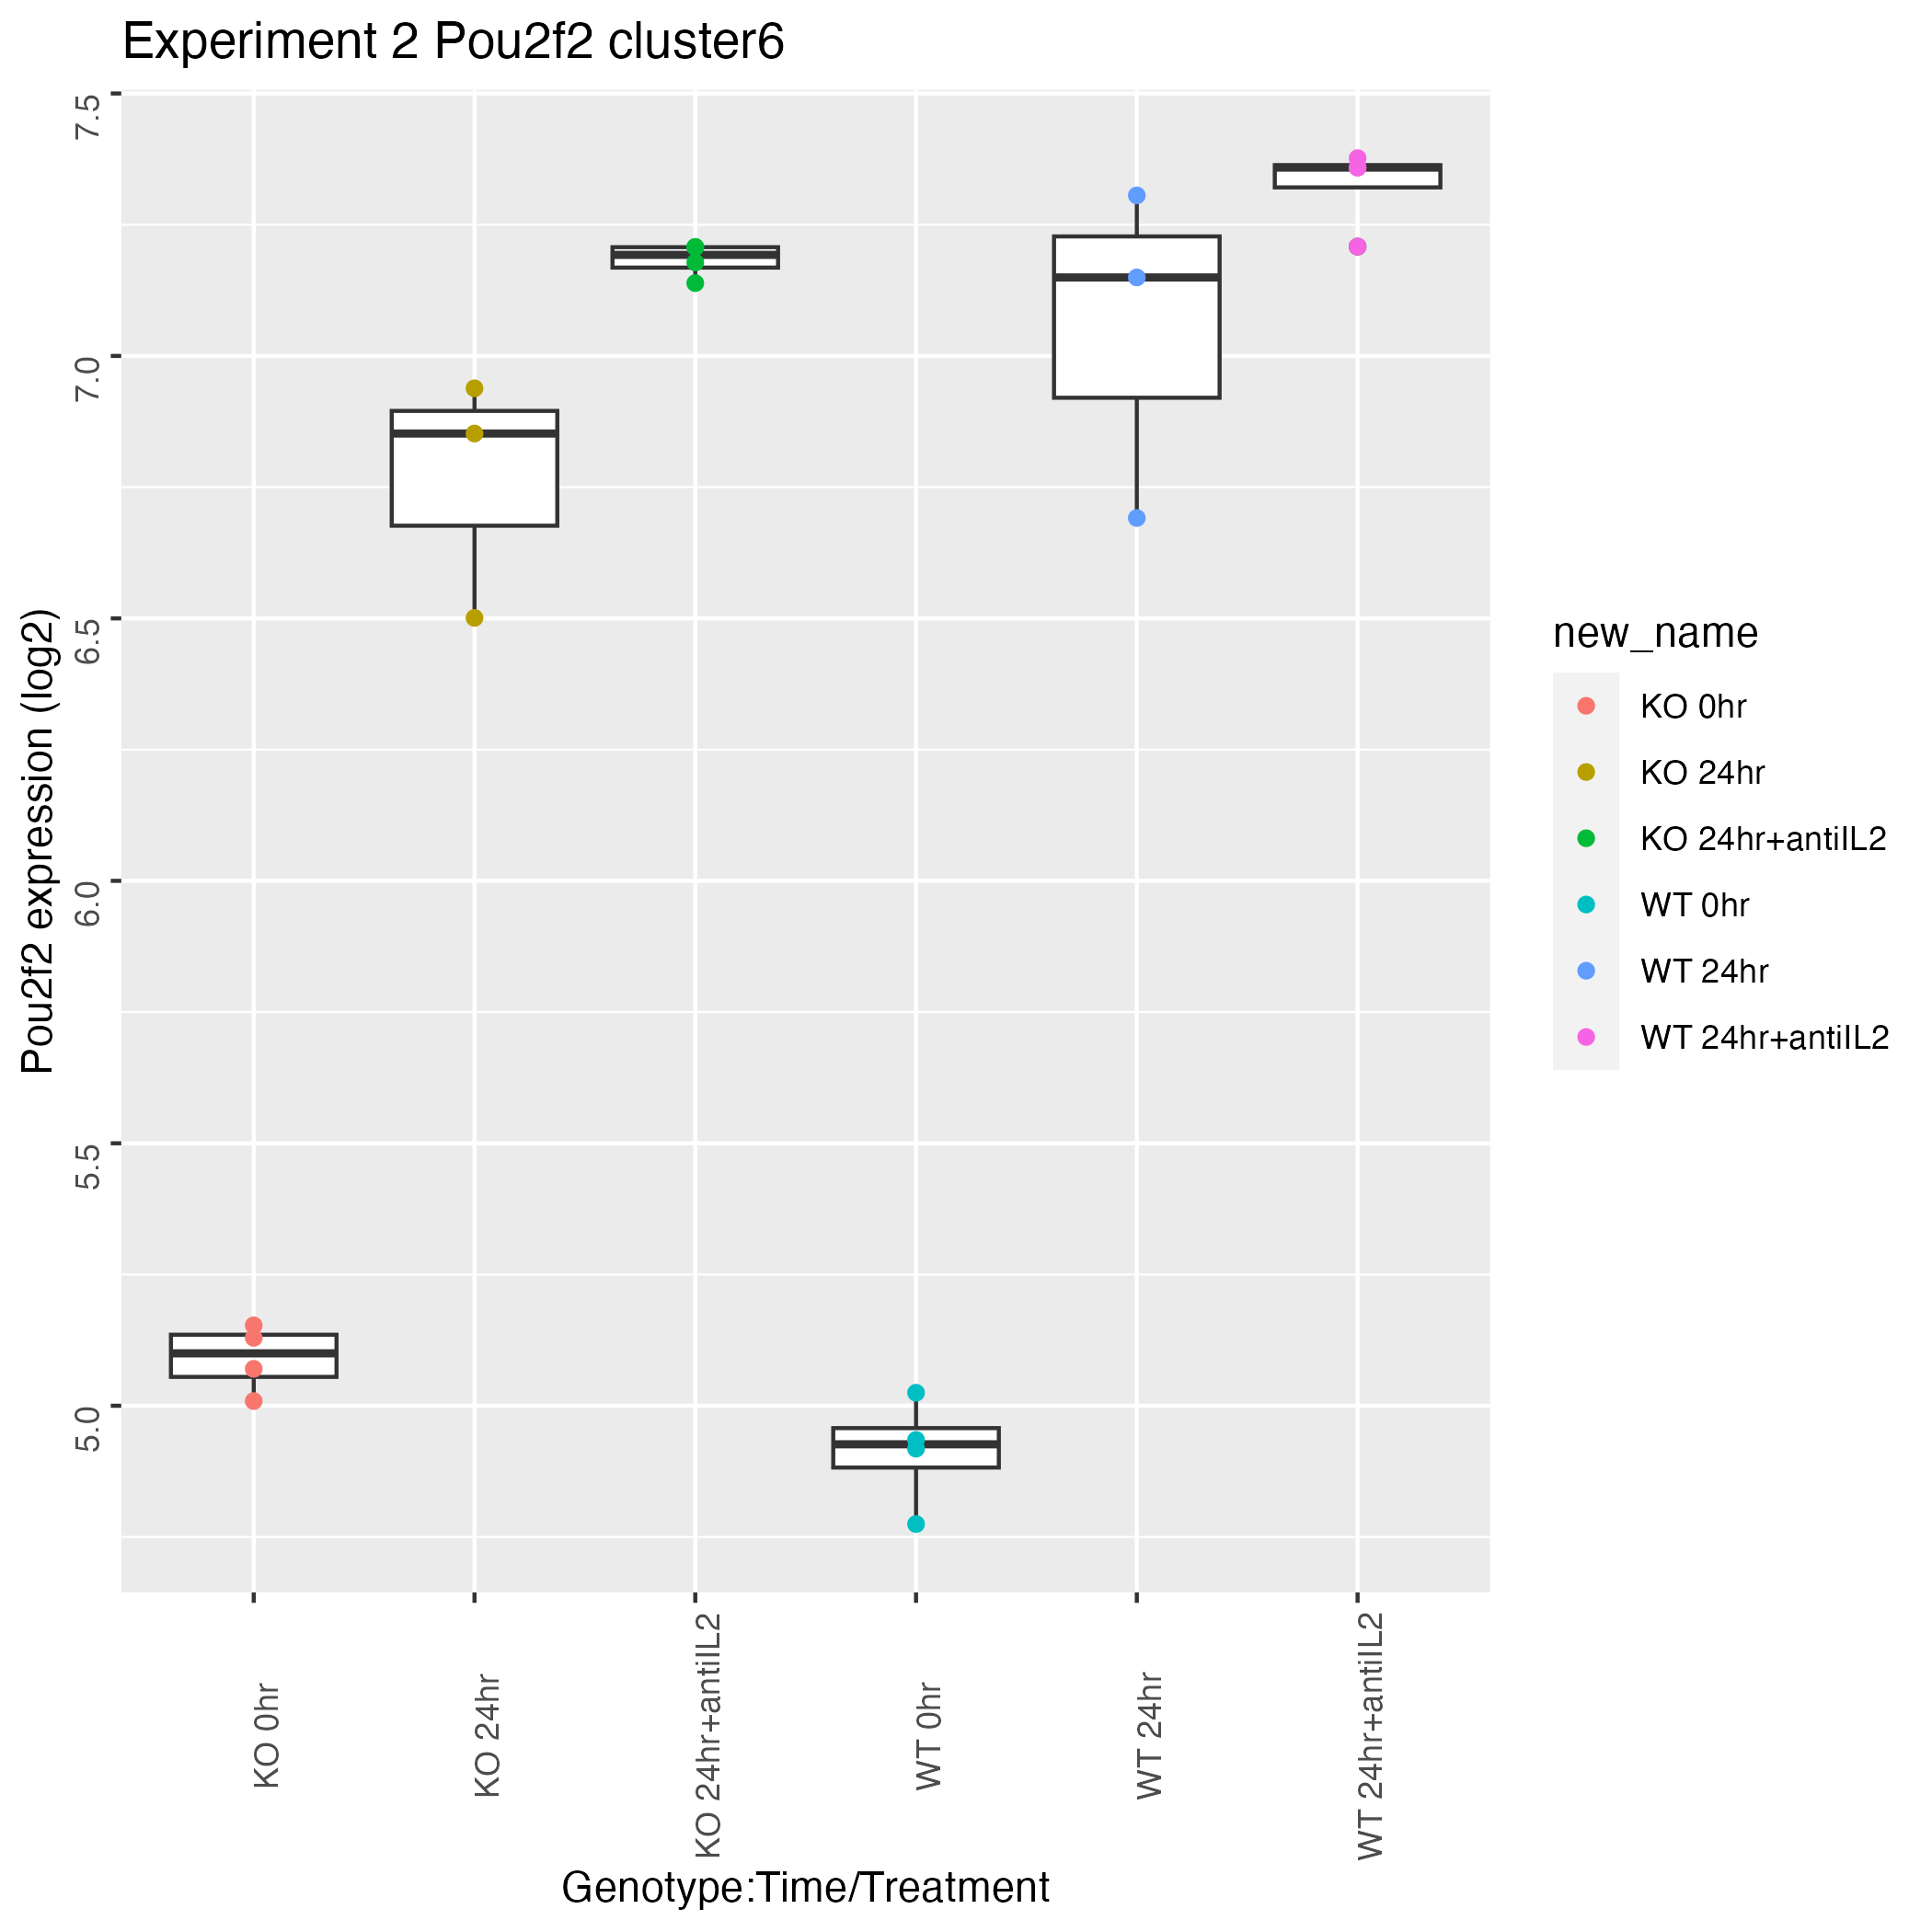 Experiment 2 Pou2f2 cluster6
Pou2f2 expression (log2)
7.5
7.0
6.5
6.0
5.5
5.0
KO 0hr
KO 24hr
KO 24hr+antiIL2
WT 0hr
WT 24hr
WT 24hr+antiIL2
Genotype:Time/Treatment
new_name
KO 0hr
KO 24hr
KO 24hr+antiIL2
WT 0hr
WT 24hr
WT 24hr+antiIL2